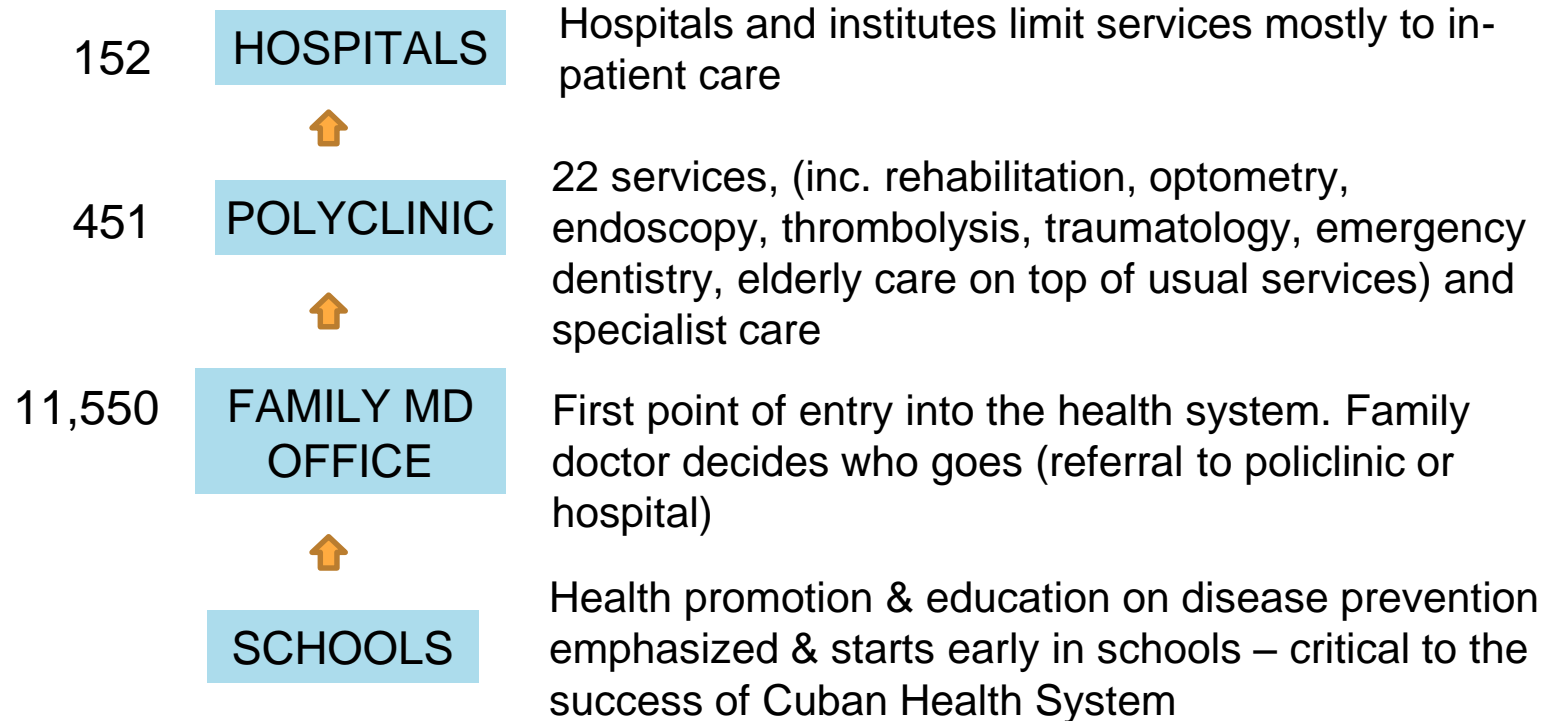 152
HOSPITALS
Hospitals and institutes limit services mostly to in-
patient care
451
POLYCLINIC
22 services, (inc. rehabilitation, optometry,
endoscopy, thrombolysis, traumatology, emergency
dentistry, elderly care on top of usual services) and
specialist care
11,550
FAMILY MD
OFFICE
First point of entry into the health system. Family
doctor decides who goes (referral to policlinic or
hospital)
SCHOOLS
Health promotion & education on disease prevention
emphasized & starts early in schools – critical to the
success of Cuban Health System